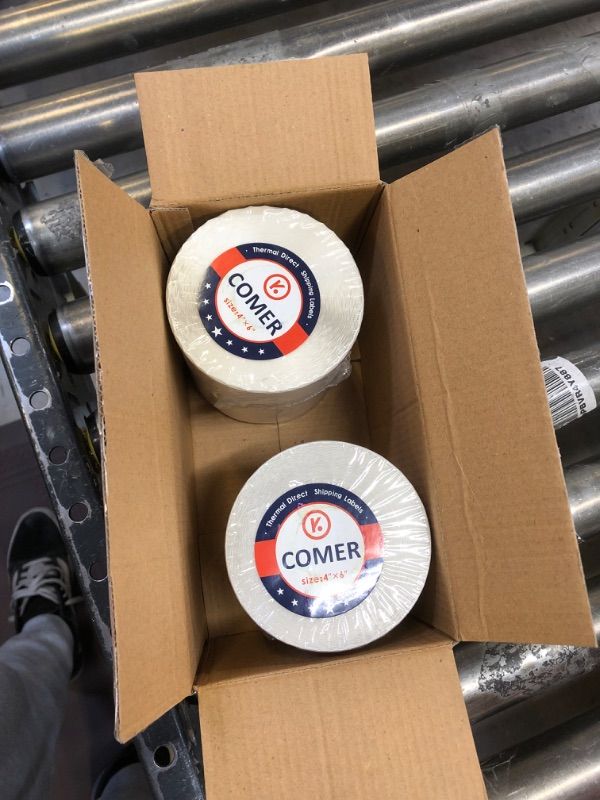 Thermal Direct Shipping Labels
K.
COMER
size:4"×6"
Thermal Direct Shipping Labels
K.
COMER
size:4"×6"